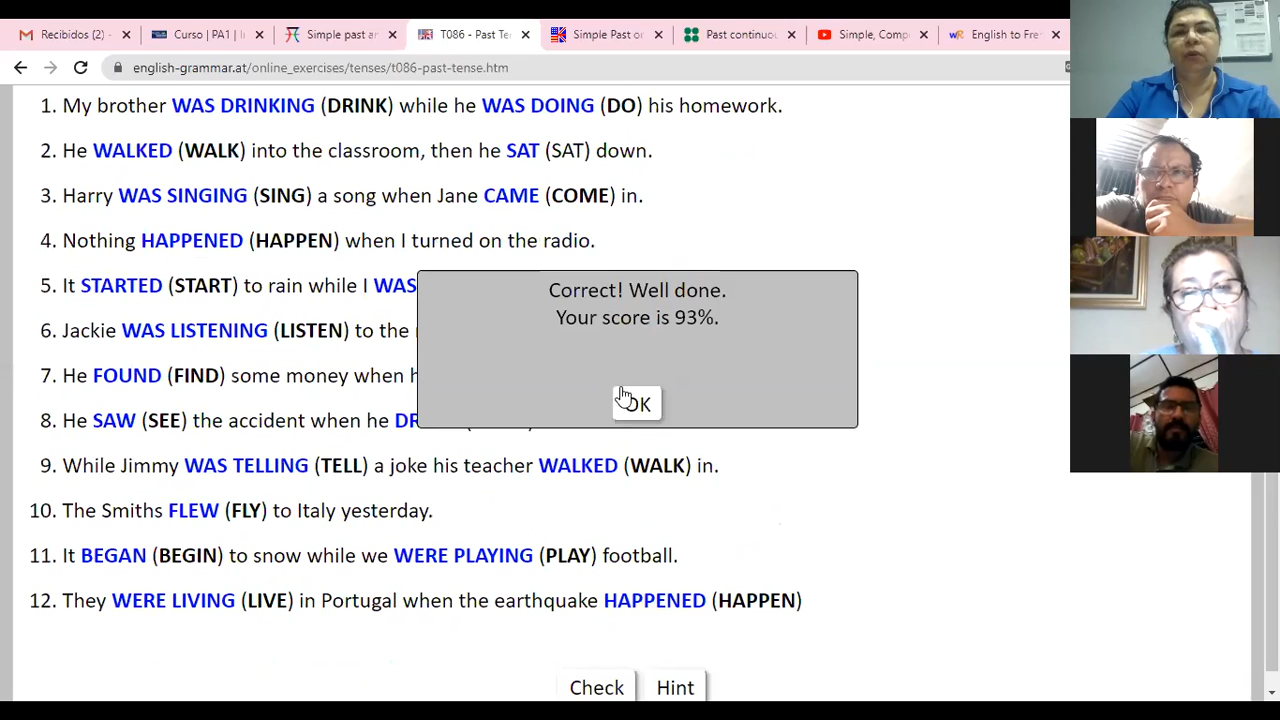 Recibidos (2) -
Curso | PA1 | I
Simple past an
T086 - Past Te
Simple Past or
Past continuou
Simple, Comp
English to Fre
english-grammar.at/online_exercises/tenses/t086-past-tense.htm
1. My brother WAS DRINKING (DRINK) while he WAS DOING (DO) his homework.
2. He WALKED (WALK) into the classroom, then he SAT (SAT) down.
3. Harry WAS SINGING (SING) a song when Jane CAME (COME) in.
4. Nothing HAPPENED (HAPPEN) when I turned on the radio.
5. It STARTED (START) to rain while I WAS
6. Jackie WAS LISTENING (LISTEN) to the
7. He FOUND (FIND) some money when
8. He SAW (SEE) the accident when he DR
Correct! Well done.
Your score is 93%.
OK
9. While Jimmy WAS TELLING (TELL) a joke his teacher WALKED (WALK) in.
10. The Smiths FLEW (FLY) to Italy yesterday.
11. It BEGAN (BEGIN) to snow while we WERE PLAYING (PLAY) football.
12. They WERE LIVING (LIVE) in Portugal when the earthquake HAPPENED (HAPPEN)
Check
Hint